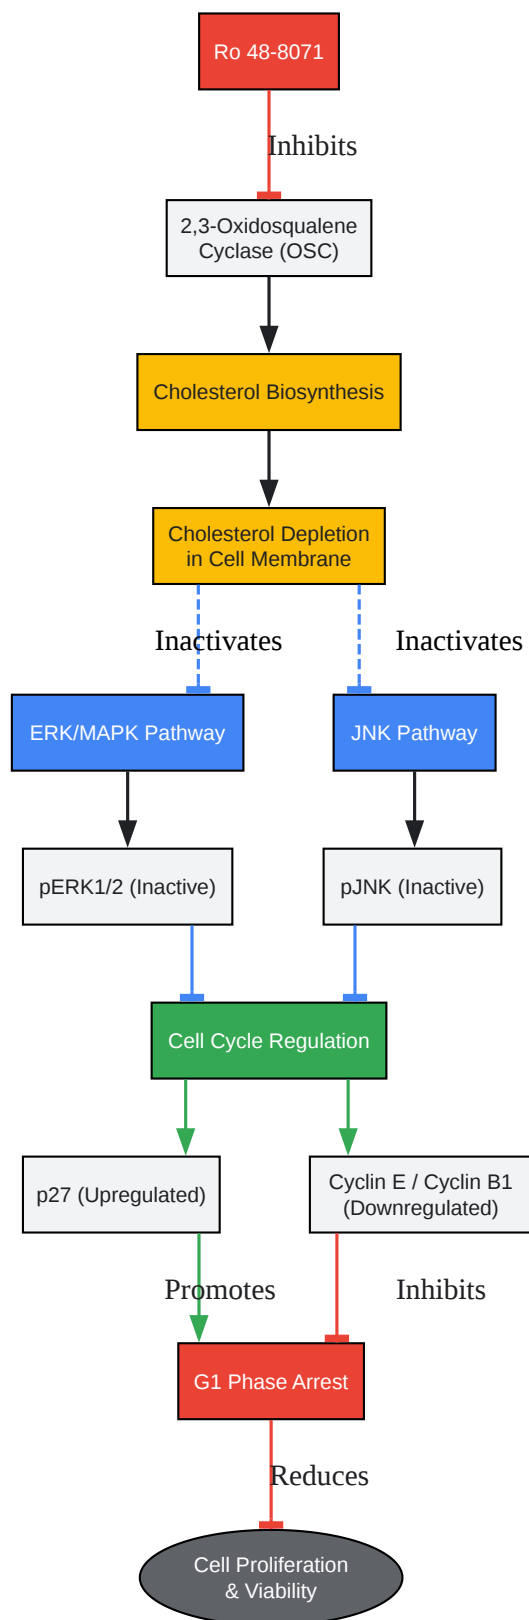 Ro 48-8071
Inhibits
2,3-Oxidosqualene
Cyclase (OSC)
Cholesterol Biosynthesis
Cholesterol Depletion
in Cell Membrane
Inactivates
Inactivates
ERK/MAPK Pathway
JNK Pathway
pERK1/2 (Inactive)
pJNK (Inactive)
Cell Cycle Regulation
p27 (Upregulated)
Cyclin E / Cyclin B1
(Downregulated)
Promotes
Inhibits
G1 Phase Arrest
Reduces
Cell Proliferation
& Viability